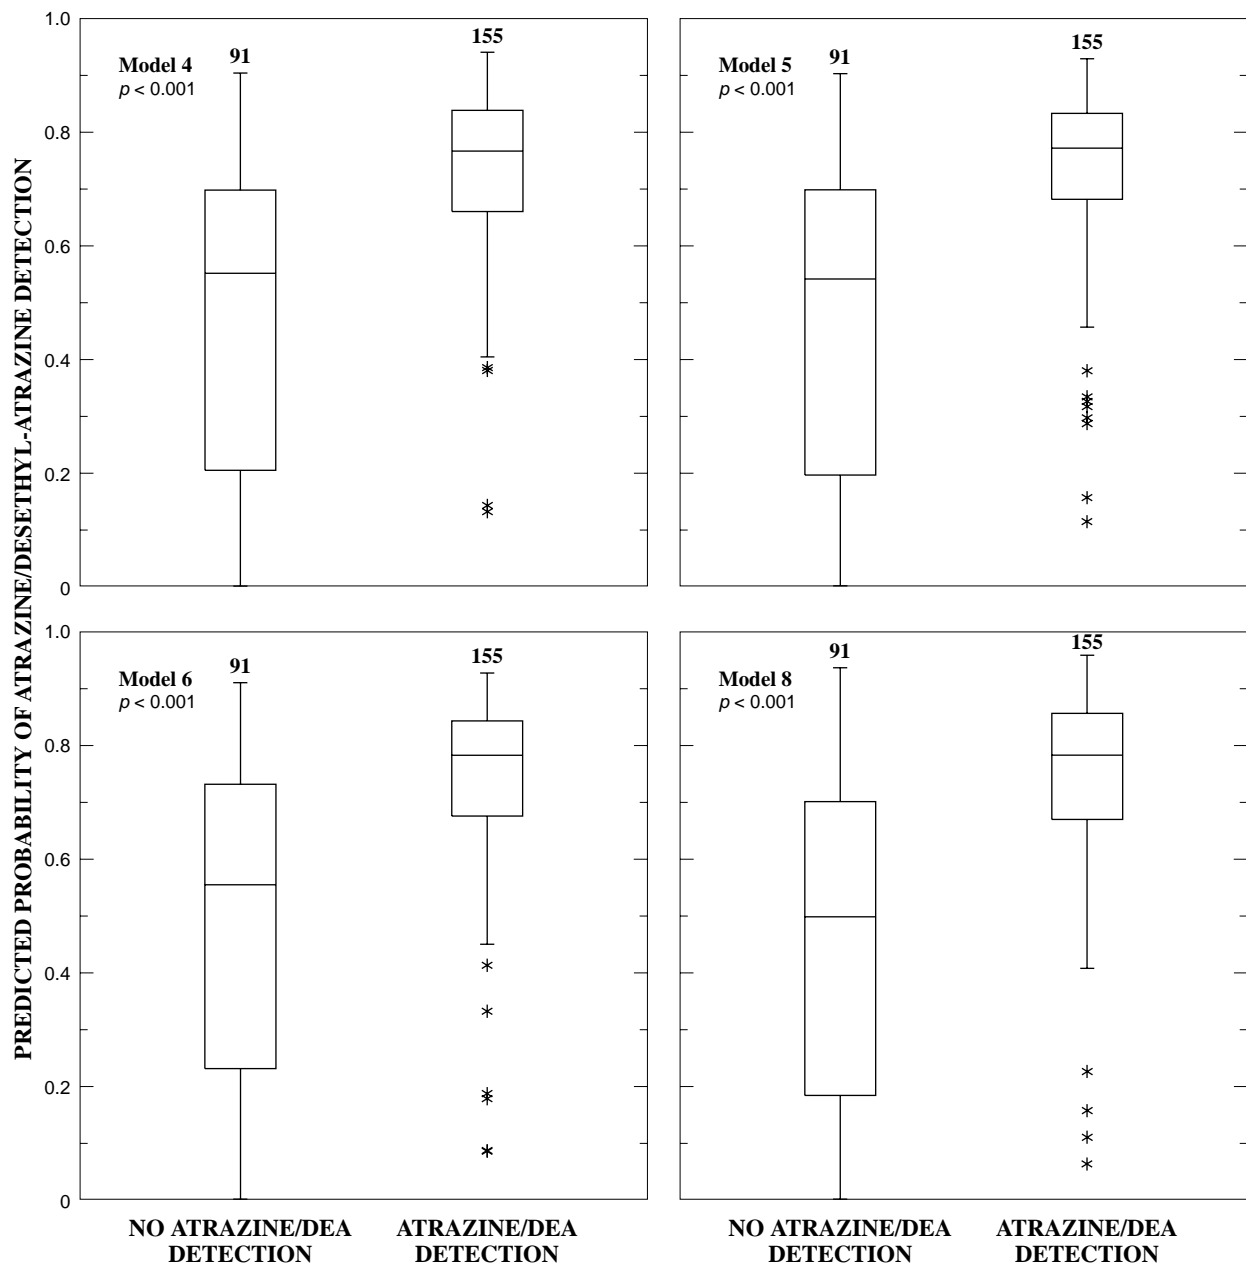 PREDICTED PROBABILITY OF ATRAZINE/DESETHYL-ATRAZINE DETECTION
1.0
0.8
0.6
0.4
0.2
0
Model 4
p < 0.001
91
155
Model 5
p < 0.001
91
155
1.0
0.8
0.6
0.4
0.2
0
Model 6
p < 0.001
91
155
Model 8
p < 0.001
91
155
NO ATRAZINE/DEA
DETECTION
ATRAZINE/DEA
DETECTION
NO ATRAZINE/DEA
DETECTION
ATRAZINE/DEA
DETECTION